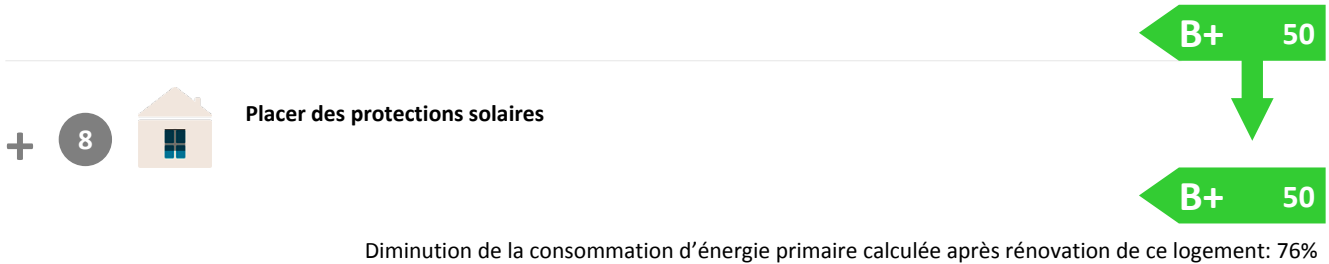 B+ 50
Placer des protections solaires
+ 8
B+ 50
Diminution de la consommation d’énergie primaire calculée après rénovation de ce logement: 76%